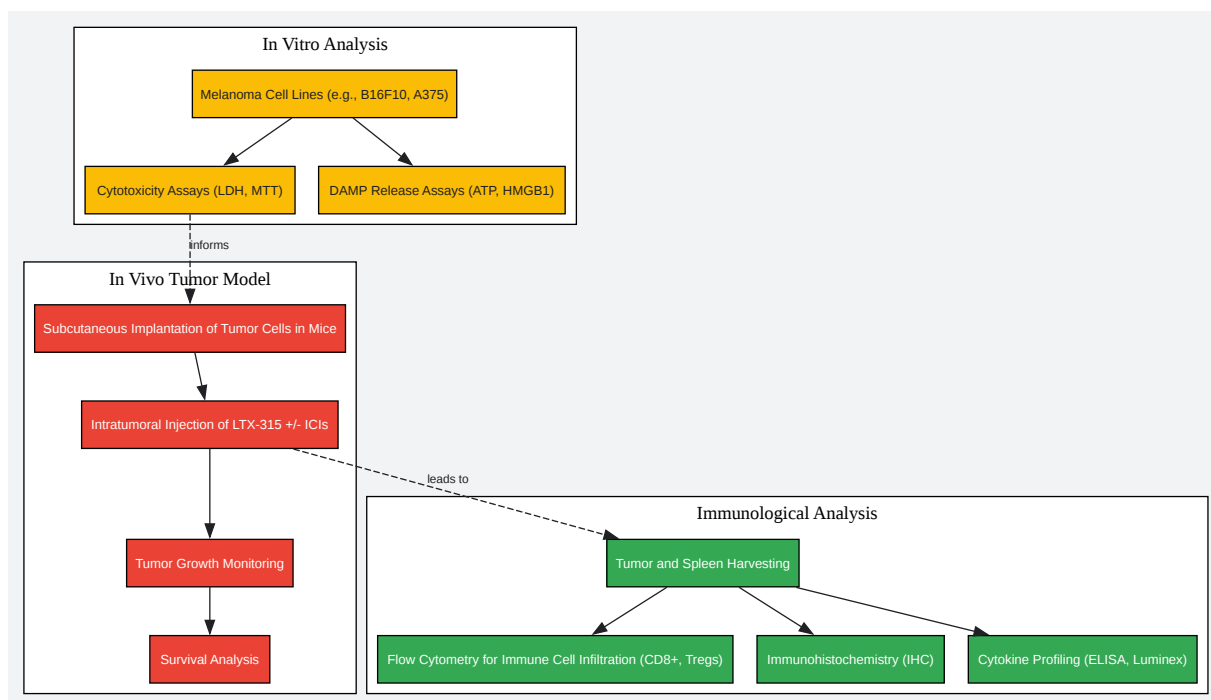 In Vitro Analysis
Melanoma Cell Lines (e.g., B16F10, A375)
Cytotoxicity Assays (LDH, MTT)
DAMP Release Assays (ATP, HMGB1)
informs
In Vivo Tumor Model
Subcutaneous Implantation of Tumor Cells in Mice
Intratumoral Injection of LTX-315 +/- ICIs
leads to
Tumor Growth Monitoring
Survival Analysis
Immunological Analysis
Tumor and Spleen Harvesting
Flow Cytometry for Immune Cell Infiltration (CD8+, Tregs)
Immunohistochemistry (IHC)
Cytokine Profiling (ELISA, Luminex)